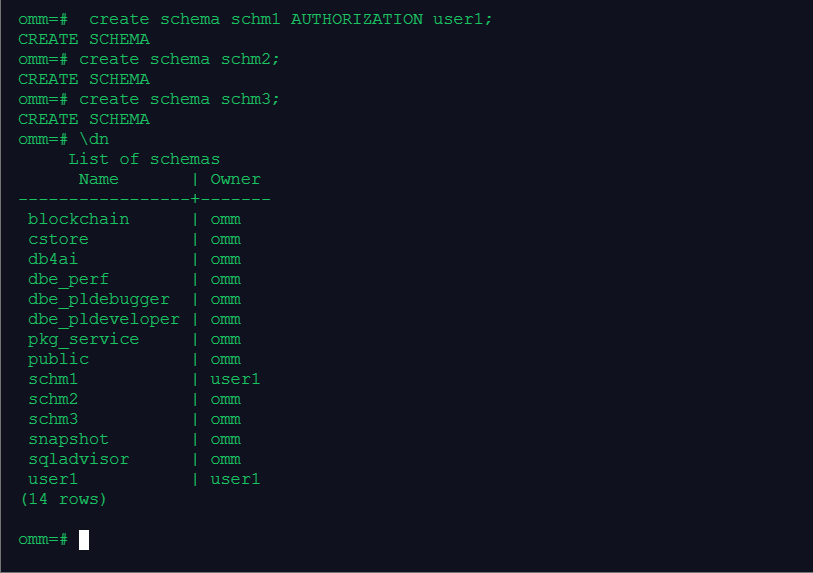 omm=#  create schema schm1 AUTHORIZATION user1;
CREATE SCHEMA
omm=# create schema schm2;
CREATE SCHEMA
omm=# create schema schm3;
CREATE SCHEMA
omm=# \dn
     List of schemas
      Name       | Owner
-----------------+-------
 blockchain      | omm
 cstore          | omm
 db4ai           | omm
 dbe_perf        | omm
 dbe_pldebugger  | omm
 dbe_pldeveloper | omm
 pkg_service     | omm
 public          | omm
 schm1           | user1
 schm2           | omm
 schm3           | omm
 snapshot        | omm
 sqladvisor      | omm
 user1           | user1
(14 rows)
omm=#